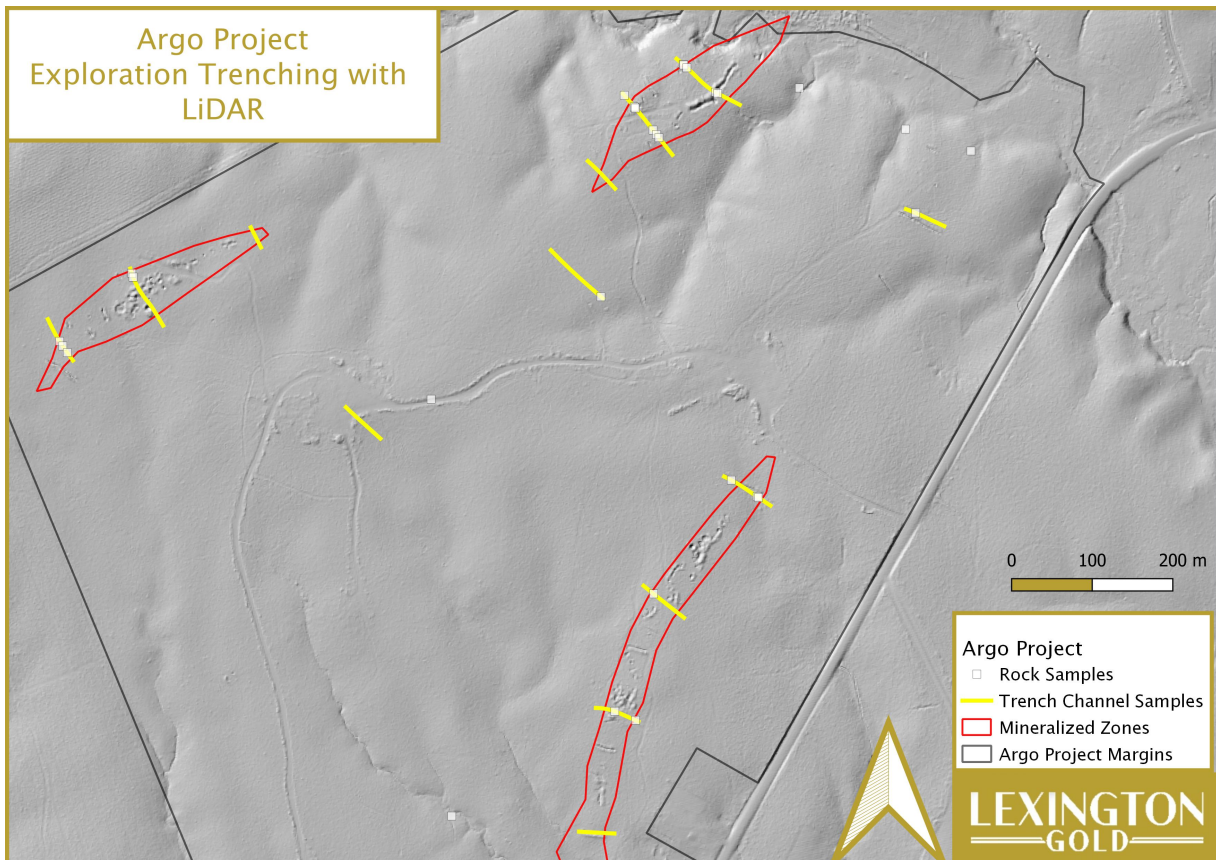 Argo Project
Exploration Trenching with
LiDAR
0 100 200 m
Argo Project
Rock Samples
Trench Channel Samples
Mineralized Zones
Argo Project Margins
LEXINGTON
GOLD